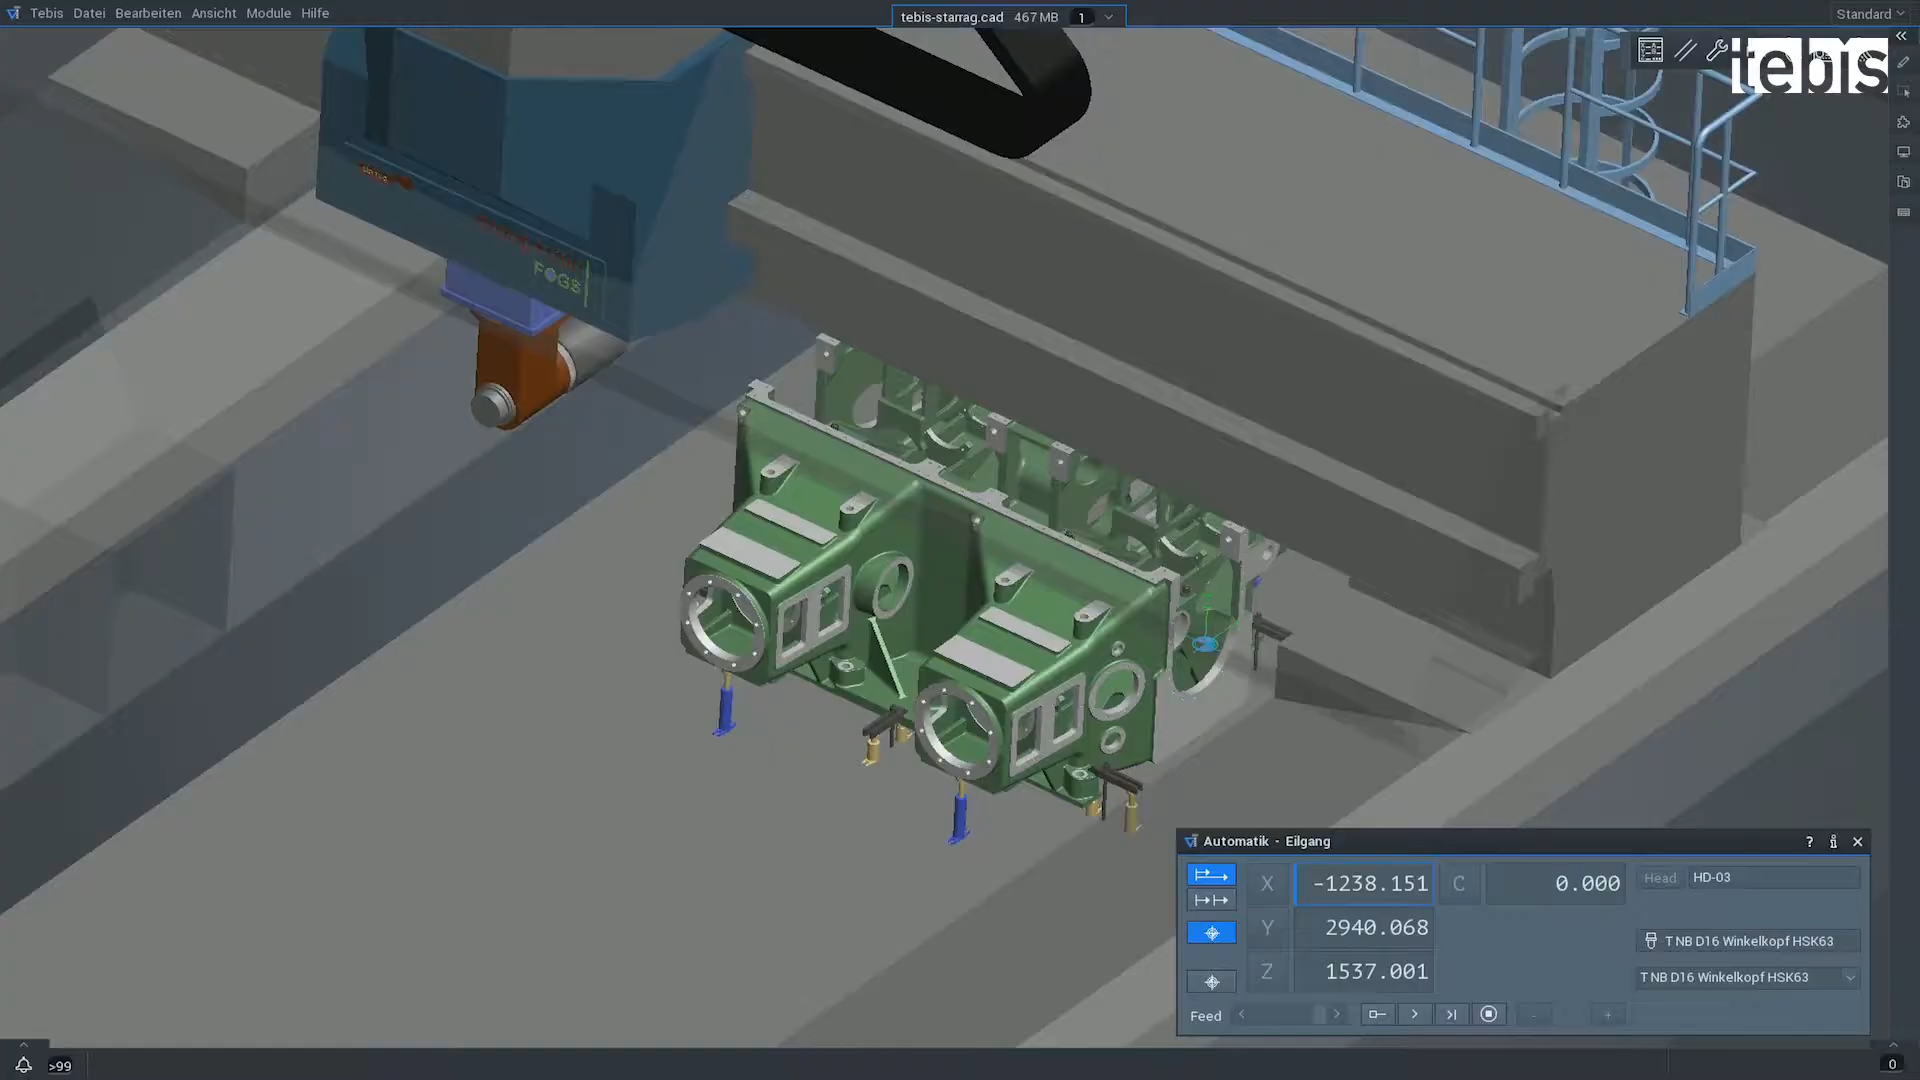 Tebis Datei Bearbeiten Ansicht Module Hilfe
tebis-starrag.cad 467 MB 1
Standard
tebis
FOGS
Automatik - Eilgang
X -1238.151 C 0.000 Head HD-03
Y 2940.068
T NB D16 Winkelkopf HSK63
Z 1537.001
T NB D16 Winkelkopf HSK63
Feed
>99
0